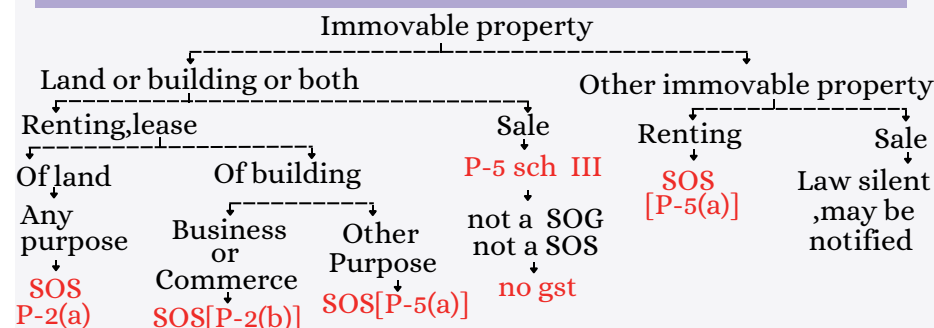 Immovable property
Land or building or both
Other immovable property
Renting,lease
Sale
Renting
Sale
P-5 sch III
SOS
[P-5(a)]
Law silent
,may be
notified
Of land
Of building
Any
purpose
Business
or
Commerce
Other
Purpose
not a SOG
not a SOS
no gst
SOS
P-2(a)
SOS[P-2(b)]
SOS[P-5(a)]